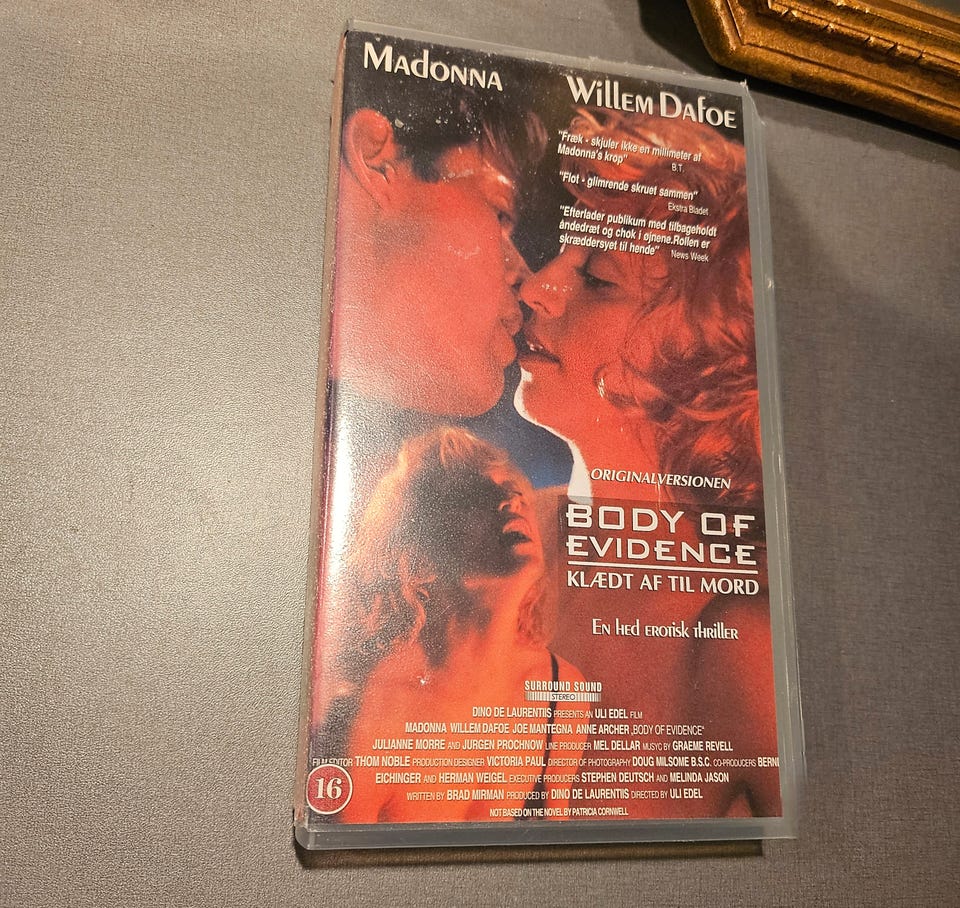 Madonna
Willem Dafoe
"Fræk - skjuler ikke en millimeter af
Madonna's krop"
B.T.
"Flot - glimrende skruet sammen"
Ekstra Bladet
"Efterlader publikum med tilbageholdt
åndedræt og chok i øjnene.Rollen er
skræddersyet til hende"
News Week
ORIGINALVERSIONEN
BODY OF
EVIDENCE
KLÆDT AF TIL MORD
En hed erotisk thriller
SURROUND SOUND
STEREO
DINO DE LAURENTIIS PRESENTS AN ULI EDEL FILM
MADONNA WILLEM DAFOE JOE MANTEGNA ANNE ARCHER „BODY OF EVIDENCE"
JULIANNE MORRE AND JURGEN PROCHNOW LINE PRODUCER MEL DELLAR MUSYC BY GRAEME REVELL
FILM EDITOR THOM NOBLE PRODUCTION DESIGNER VICTORIA PAUL DIRECTOR OF PHOTOGRAPHY DOUG MILSOME B.S.C. CO-PRODUCERS BERN
EICHINGER AND HERMAN WEIGEL EXECUTIVE PRODUCERS STEPHEN DEUTSCH AND MELINDA JASON
WRITTEN BY BRAD MIRMAN PRODUCED BY DINO DE LAURENTIIS DIRECTED BY ULI EDEL
NOT BASED ON THE NOVEL BY PATRICIA CORNWELL
16